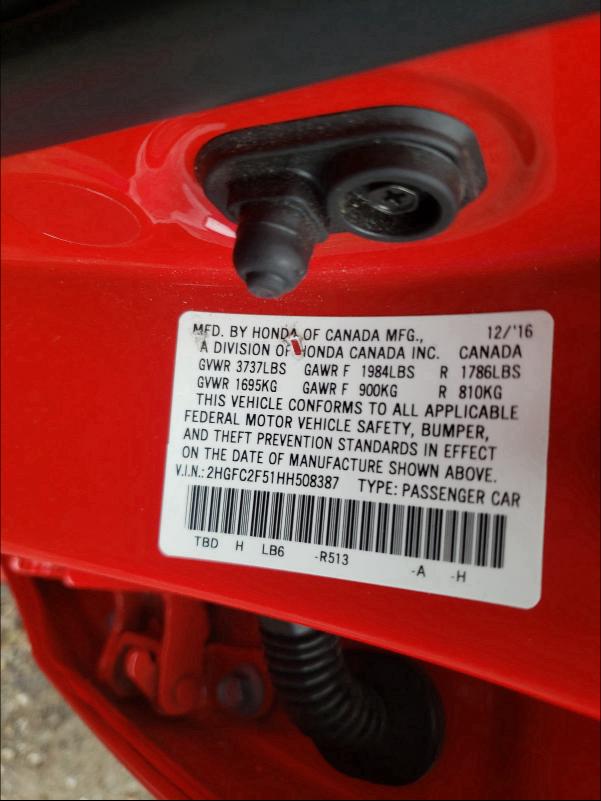 MFD. BY HONDA OF CANADA MFG., 12/'16
A DIVISION OF HONDA CANADA INC. CANADA
GVWR 3737LBS GAWR F 1984LBS R 1786LBS
GVWR 1695KG GAWR F 900KG R 810KG
THIS VEHICLE CONFORMS TO ALL APPLICABLE
FEDERAL MOTOR VEHICLE SAFETY, BUMPER,
AND THEFT PREVENTION STANDARDS IN EFFECT
ON THE DATE OF MANUFACTURE SHOWN ABOVE.
V.I.N.: 2HGFC2F51HH508387 TYPE: PASSENGER CAR
TBD H LB6 -R513 -A -H